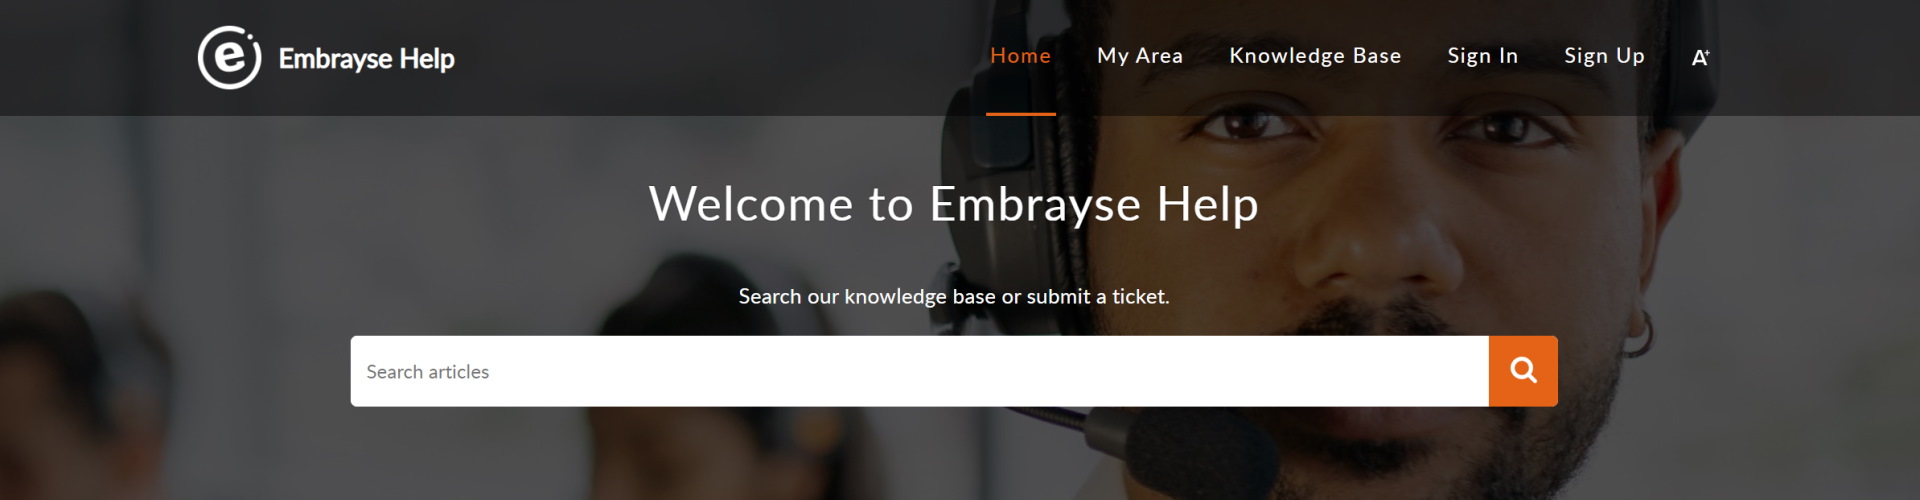 e Embrayse Help
Home My Area Knowledge Base Sign In Sign Up A+
Welcome to Embrayse Help
Search our knowledge base or submit a ticket.
Search articles